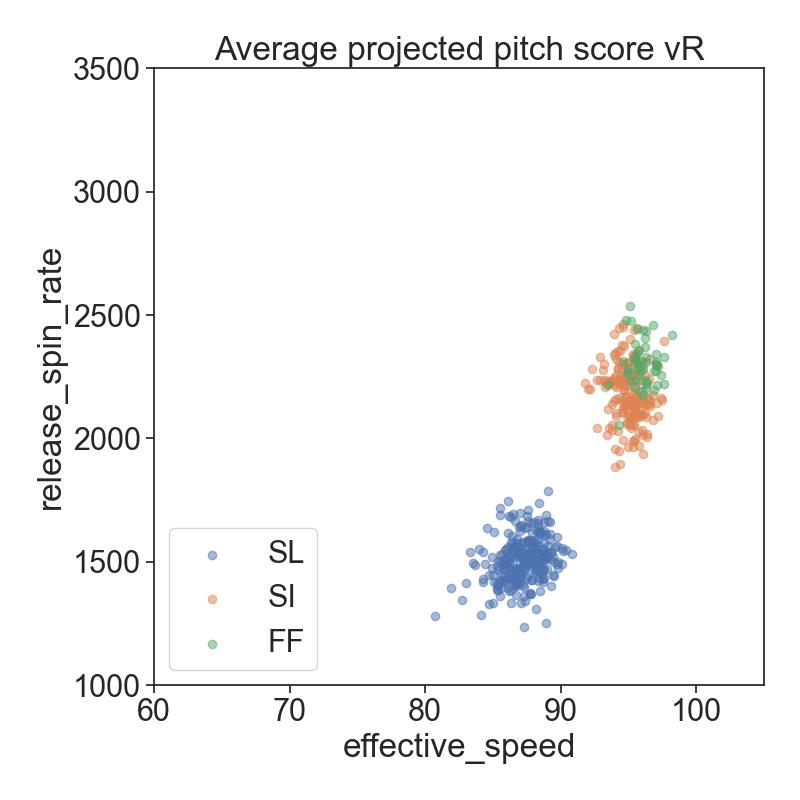 Average projected pitch score vR
3500
3000
2500
2000
1500
1000
release_spin_rate
SL
SI
FF
60 70 80 90 100
effective_speed